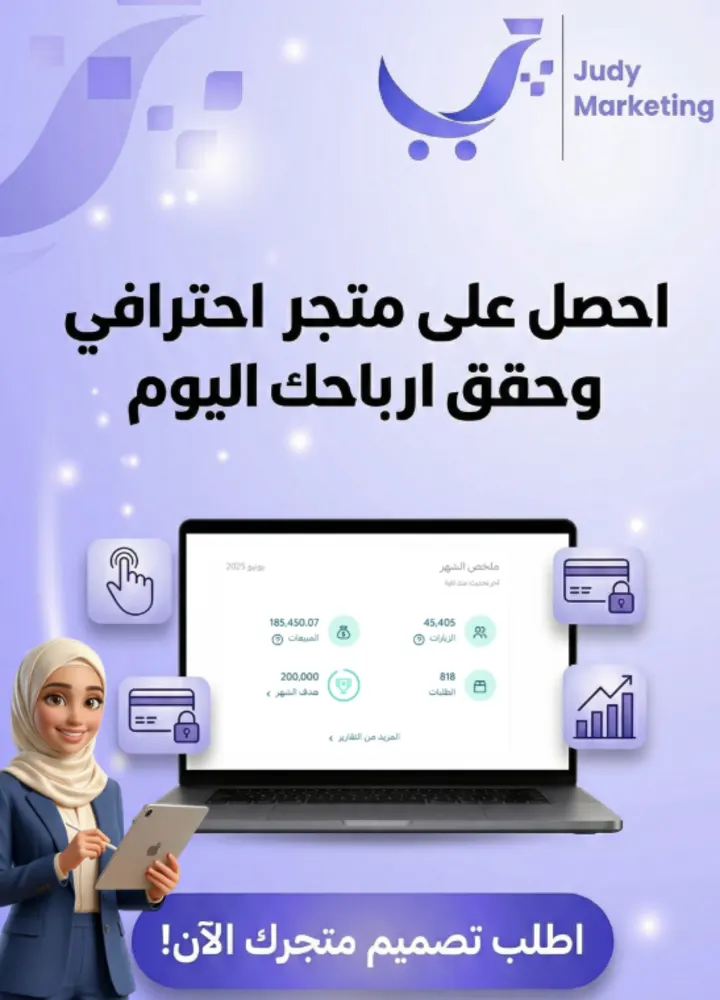 Judy
Marketing
احصل على متجر احترافي
وحقق ارباحك اليوم
ملخص الشهر
يونيو 2025
45,405
الزيارات
185,450.07
المبيعات
818
الطلبات
200,000
هدف الشهر
المزيد من التقارير
اطلب تصميم متجرك الآن!